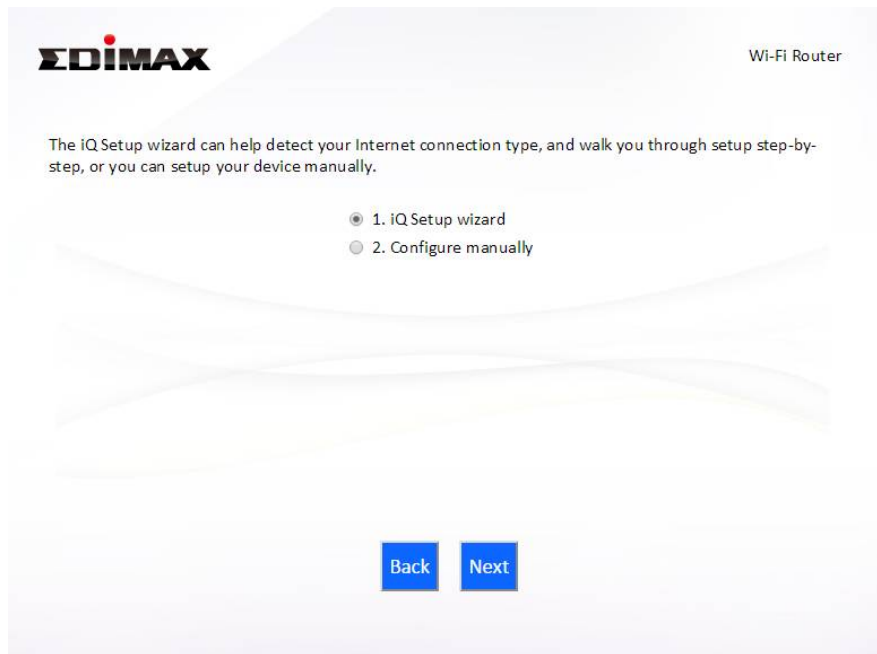 EDIMAX
Wi-Fi Router
The iQ Setup wizard can help detect your Internet connection type, and walk you through setup step-by-
step, or you can setup your device manually.
1. iQ Setup wizard
2. Configure manually
Back Next